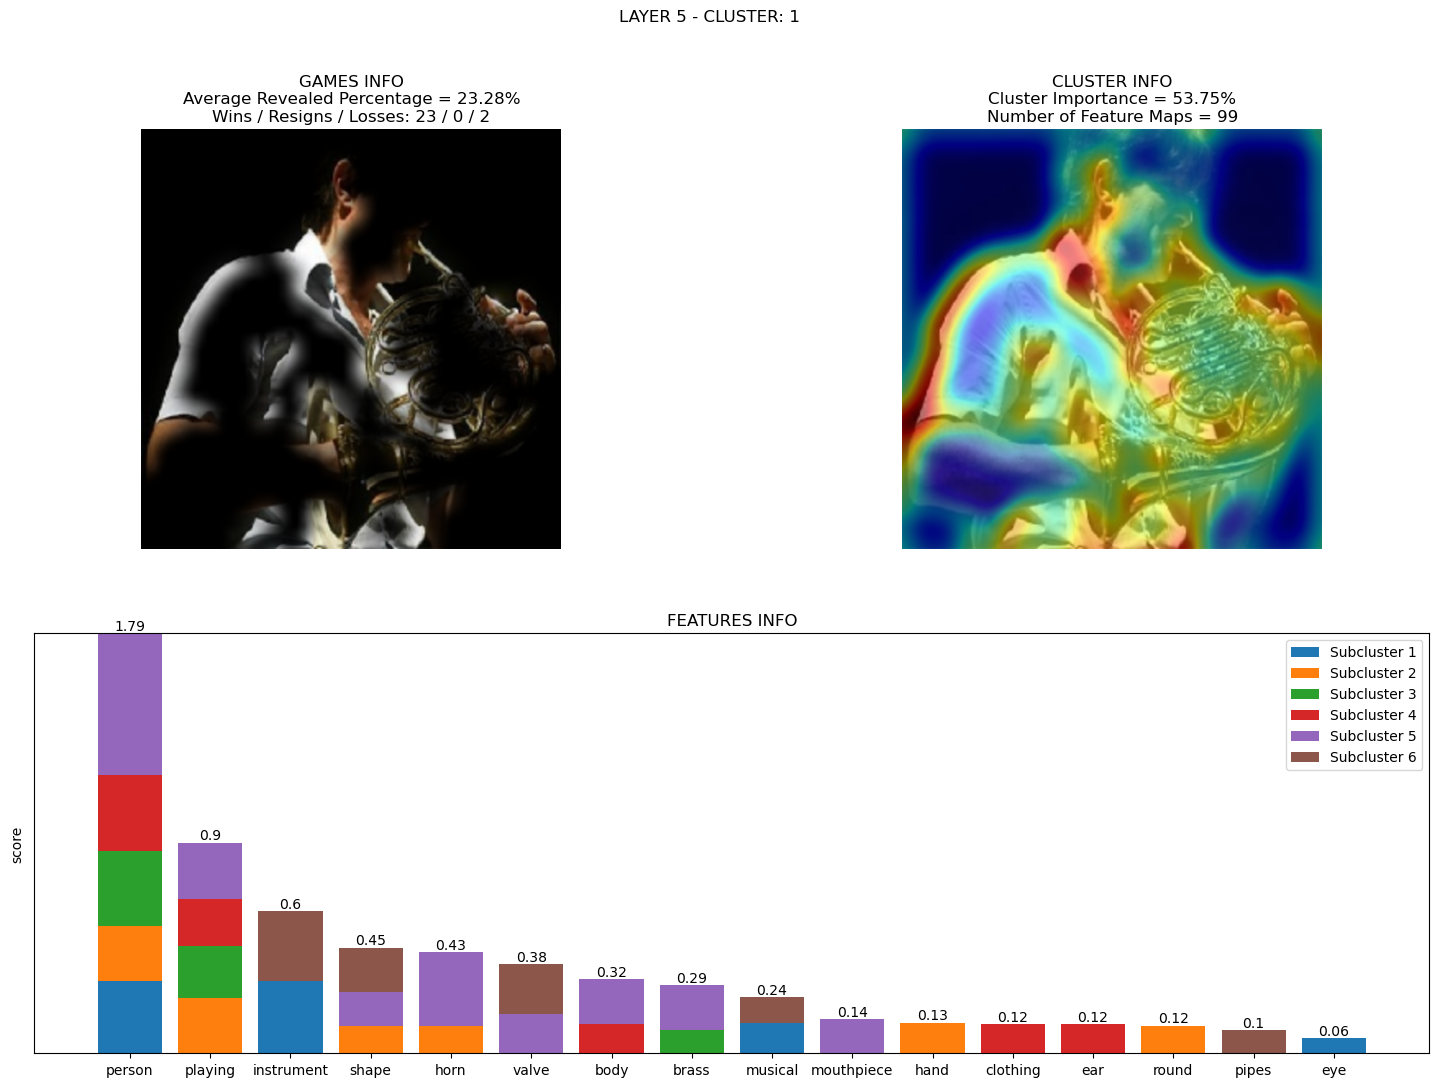 LAYER 5 - CLUSTER: 1
GAMES INFO
Average Revealed Percentage = 23.28%
Wins / Resigns / Losses: 23 / 0 / 2
CLUSTER INFO
Cluster Importance = 53.75%
Number of Feature Maps = 99
FEATURES INFO
score
1.79
0.9
0.6
0.45
0.43
0.38
0.32
0.29
0.24
0.14
0.13
0.12
0.12
0.12
0.1
0.06
Subcluster 1
Subcluster 2
Subcluster 3
Subcluster 4
Subcluster 5
Subcluster 6
person playing instrument shape horn valve body brass musical mouthpiece hand clothing ear round pipes eye